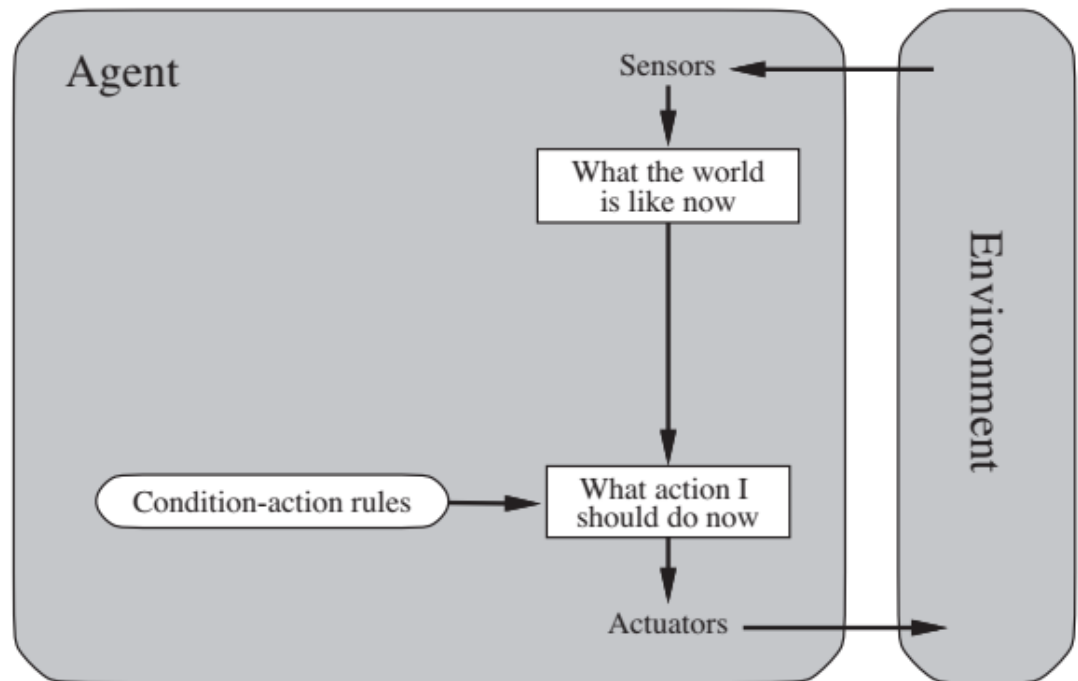 Agent
Sensors
What the world
is like now
Environment
Condition-action rules
What action I
should do now
Actuators